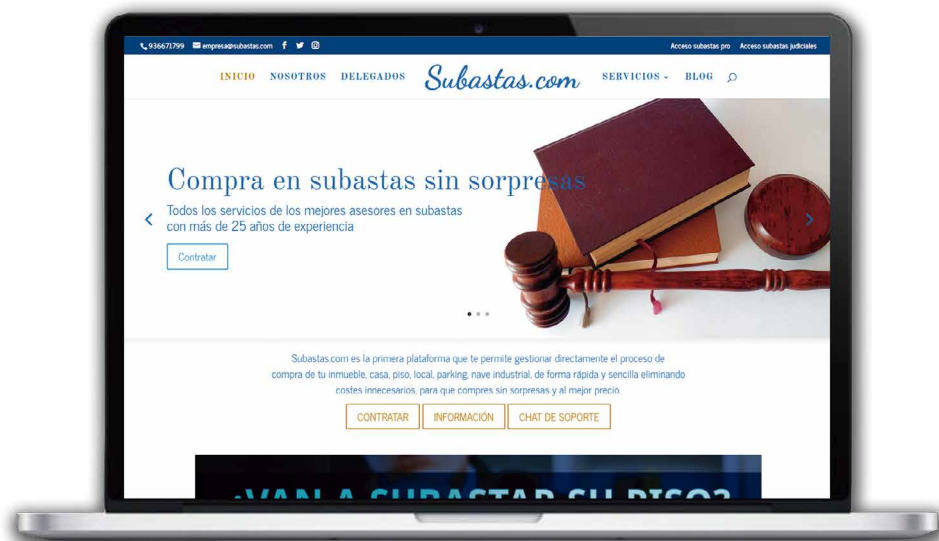 936671799 empresa@subastas.com Acceso subastas pro Acceso subastas judiciales
INICIO NOSOTROS DELEGADOS Subastas.com SERVICIOS BLOG
Compra en subastas sin sorpresas
Todos los servicios de los mejores asesores en subastas
con más de 25 años de experiencia
Contratar
Subastas.com es la primera plataforma que te permite gestionar directamente el proceso de
compra de tu inmueble, casa, piso, local, parking, nave industrial, de forma rápida y sencilla eliminando
costes innecesarios, para que compres sin sorpresas y al mejor precio.
CONTRATAR INFORMACIÓN CHAT DE SOPORTE
¿VAN A SUBASTAR SU PISO?